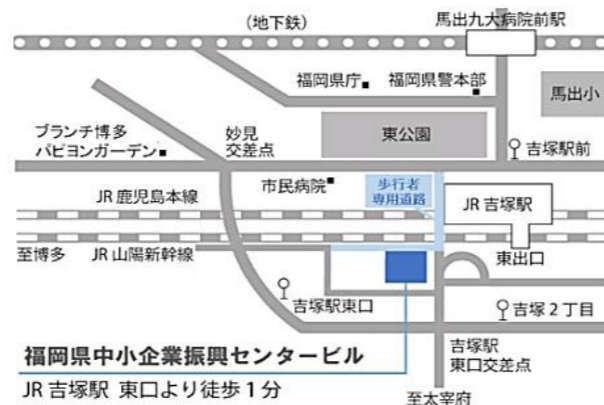 (地下鉄)
馬出九大病院前駅
福岡県庁
福岡県警本部
馬出小
ブランチ博多
パピヨンガーデン
妙見
交差点
東公園
吉塚駅前
市民病院
歩行者
専用道路
JR 鹿児島本線
JR 吉塚駅
至博多
JR 山陽新幹線
東出口
吉塚駅東口
吉塚2丁目
福岡県中小企業振興センタービル
JR 吉塚駅 東口より徒歩1分
吉塚駅
東口交差点
至太宰府